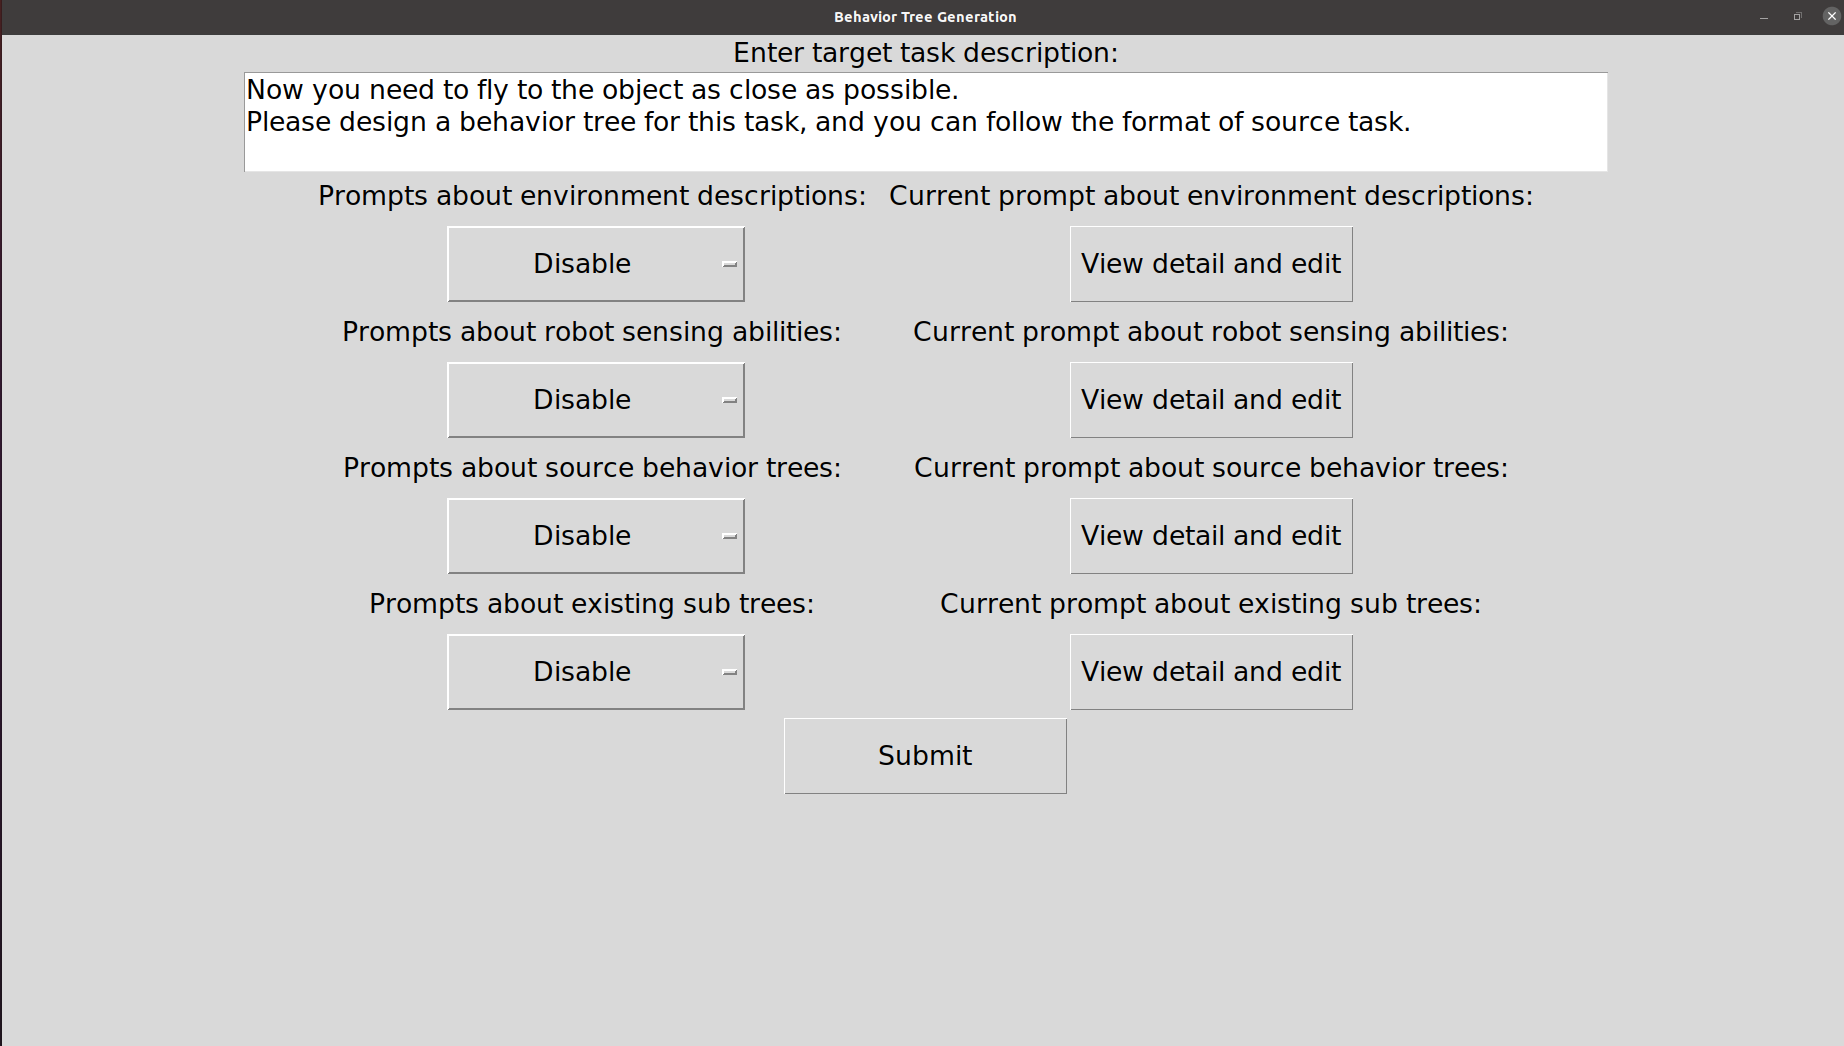 Behavior Tree Generation
Enter target task description:
Now you need to fly to the object as close as possible.
Please design a behavior tree for this task, and you can follow the format of source task.
Prompts about environment descriptions: Current prompt about environment descriptions:
Disable View detail and edit
Prompts about robot sensing abilities: Current prompt about robot sensing abilities:
Disable View detail and edit
Prompts about source behavior trees: Current prompt about source behavior trees:
Disable View detail and edit
Prompts about existing sub trees: Current prompt about existing sub trees:
Disable View detail and edit
Submit